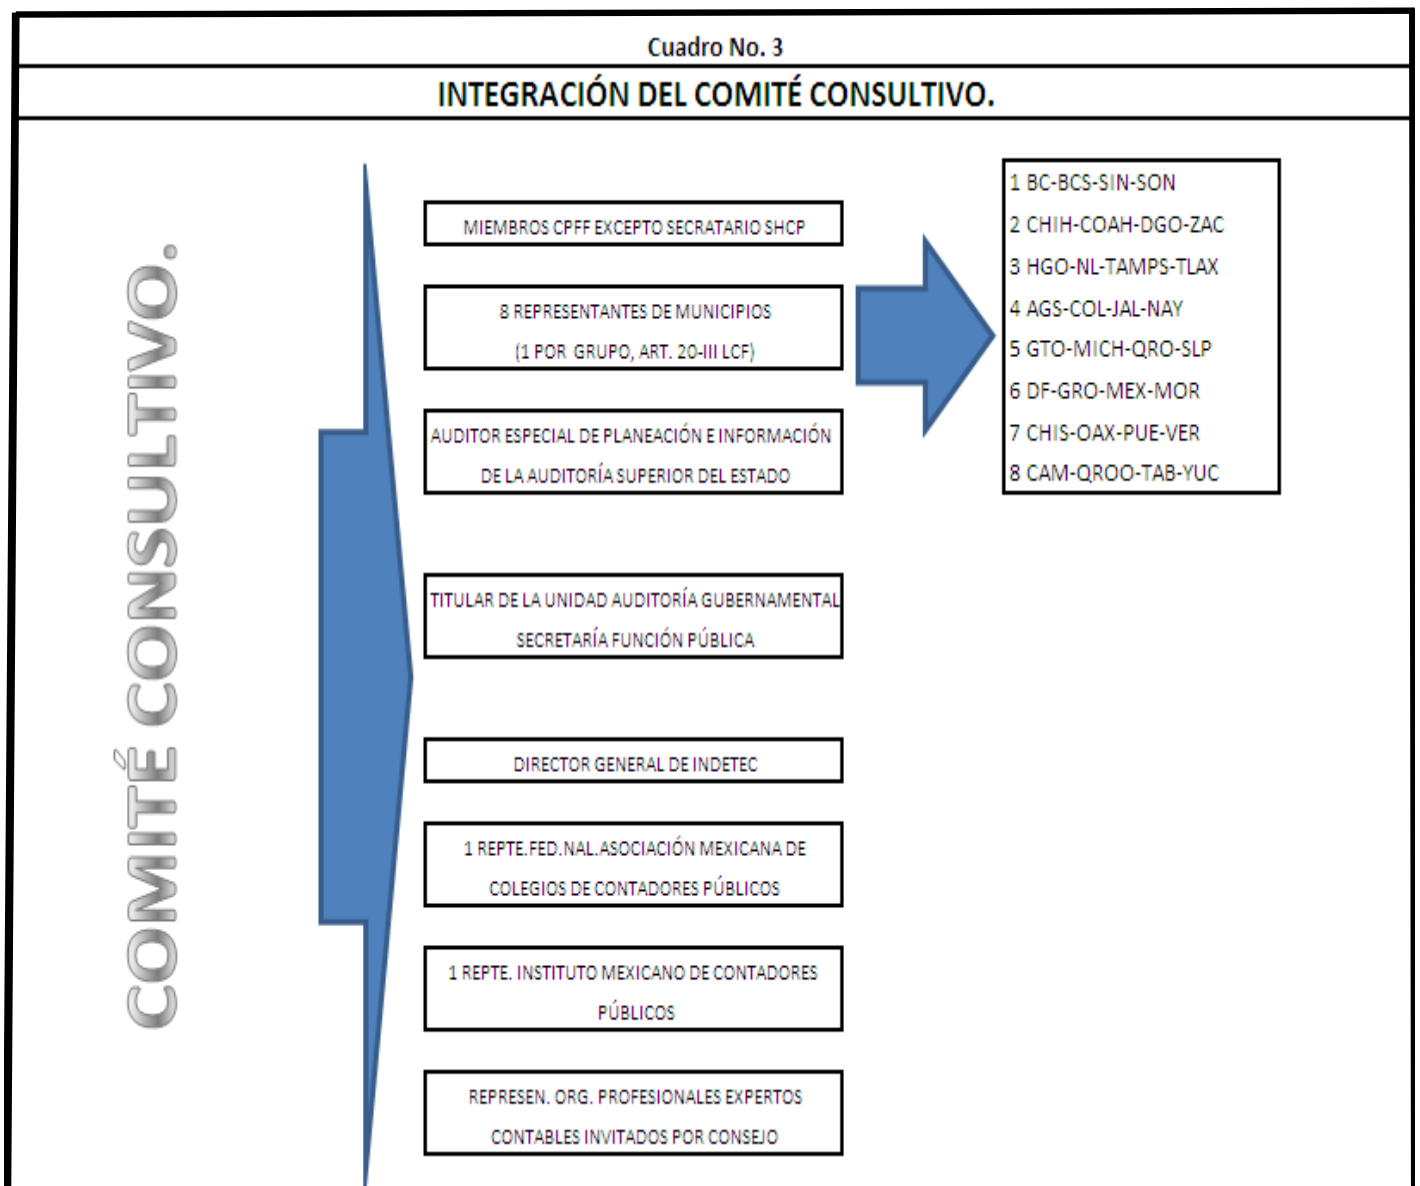 Cuadro No. 3
INTEGRACIÓN DEL COMITÉ CONSULTIVO.
COMITÉ CONSULTIVO.
MIEMBROS CPFF EXCEPTO SECRATARIO SHCP
8 REPRESENTANTES DE MUNICIPIOS
(1 POR GRUPO, ART. 20-III LCF)
AUDITOR ESPECIAL DE PLANEACIÓN E INFORMACIÓN
DE LA AUDITORÍA SUPERIOR DEL ESTADO
TITULAR DE LA UNIDAD AUDITORÍA GUBERNAMENTAL
SECRETARÍA FUNCIÓN PÚBLICA
DIRECTOR GENERAL DE INDETEC
1 REPTE.FED.NAL.ASOCIACIÓN MEXICANA DE
COLEGIOS DE CONTADORES PÚBLICOS
1 REPTE. INSTITUTO MEXICANO DE CONTADORES
PÚBLICOS
REPRESEN. ORG. PROFESIONALES EXPERTOS
CONTABLES INVITADOS POR CONSEJO
1 BC-BCS-SIN-SON
2 CHIH-COAH-DGO-ZAC
3 HGO-NL-TAMPS-TLAX
4 AGS-COL-JAL-NAY
5 GTO-MICH-QRO-SLP
6 DF-GRO-MEX-MOR
7 CHIS-OAX-PUE-VER
8 CAM-QROO-TAB-YUC